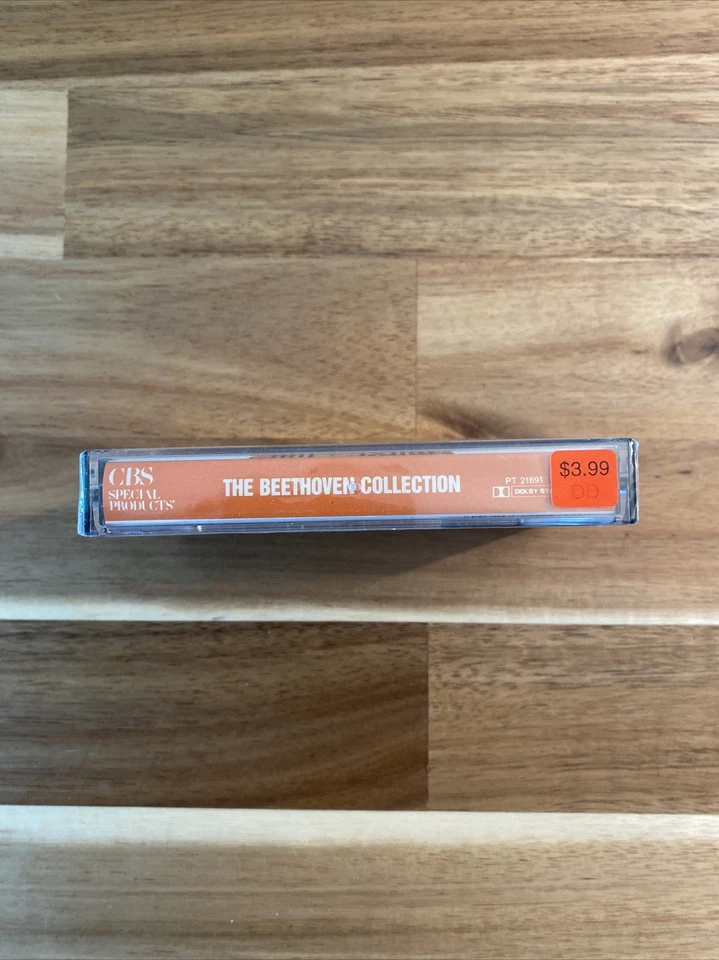 CBS
SPECIAL
PRODUCTS
THE BEETHOVEN COLLECTION
PT 21691
DOLBY
$3.99
DD